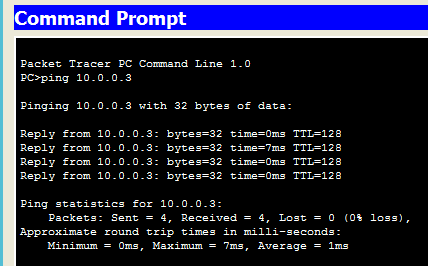 Command Prompt
Packet Tracer PC Command Line 1.0
PC>ping 10.0.0.3
Pinging 10.0.0.3 with 32 bytes of data:
Reply from 10.0.0.3: bytes=32 time=0ms TTL=128
Reply from 10.0.0.3: bytes=32 time=7ms TTL=128
Reply from 10.0.0.3: bytes=32 time=0ms TTL=128
Reply from 10.0.0.3: bytes=32 time=0ms TTL=128
Ping statistics for 10.0.0.3:
Packets: Sent = 4, Received = 4, Lost = 0 (0% loss),
Approximate round trip times in milli-seconds:
Minimum = 0ms, Maximum = 7ms, Average = 1ms